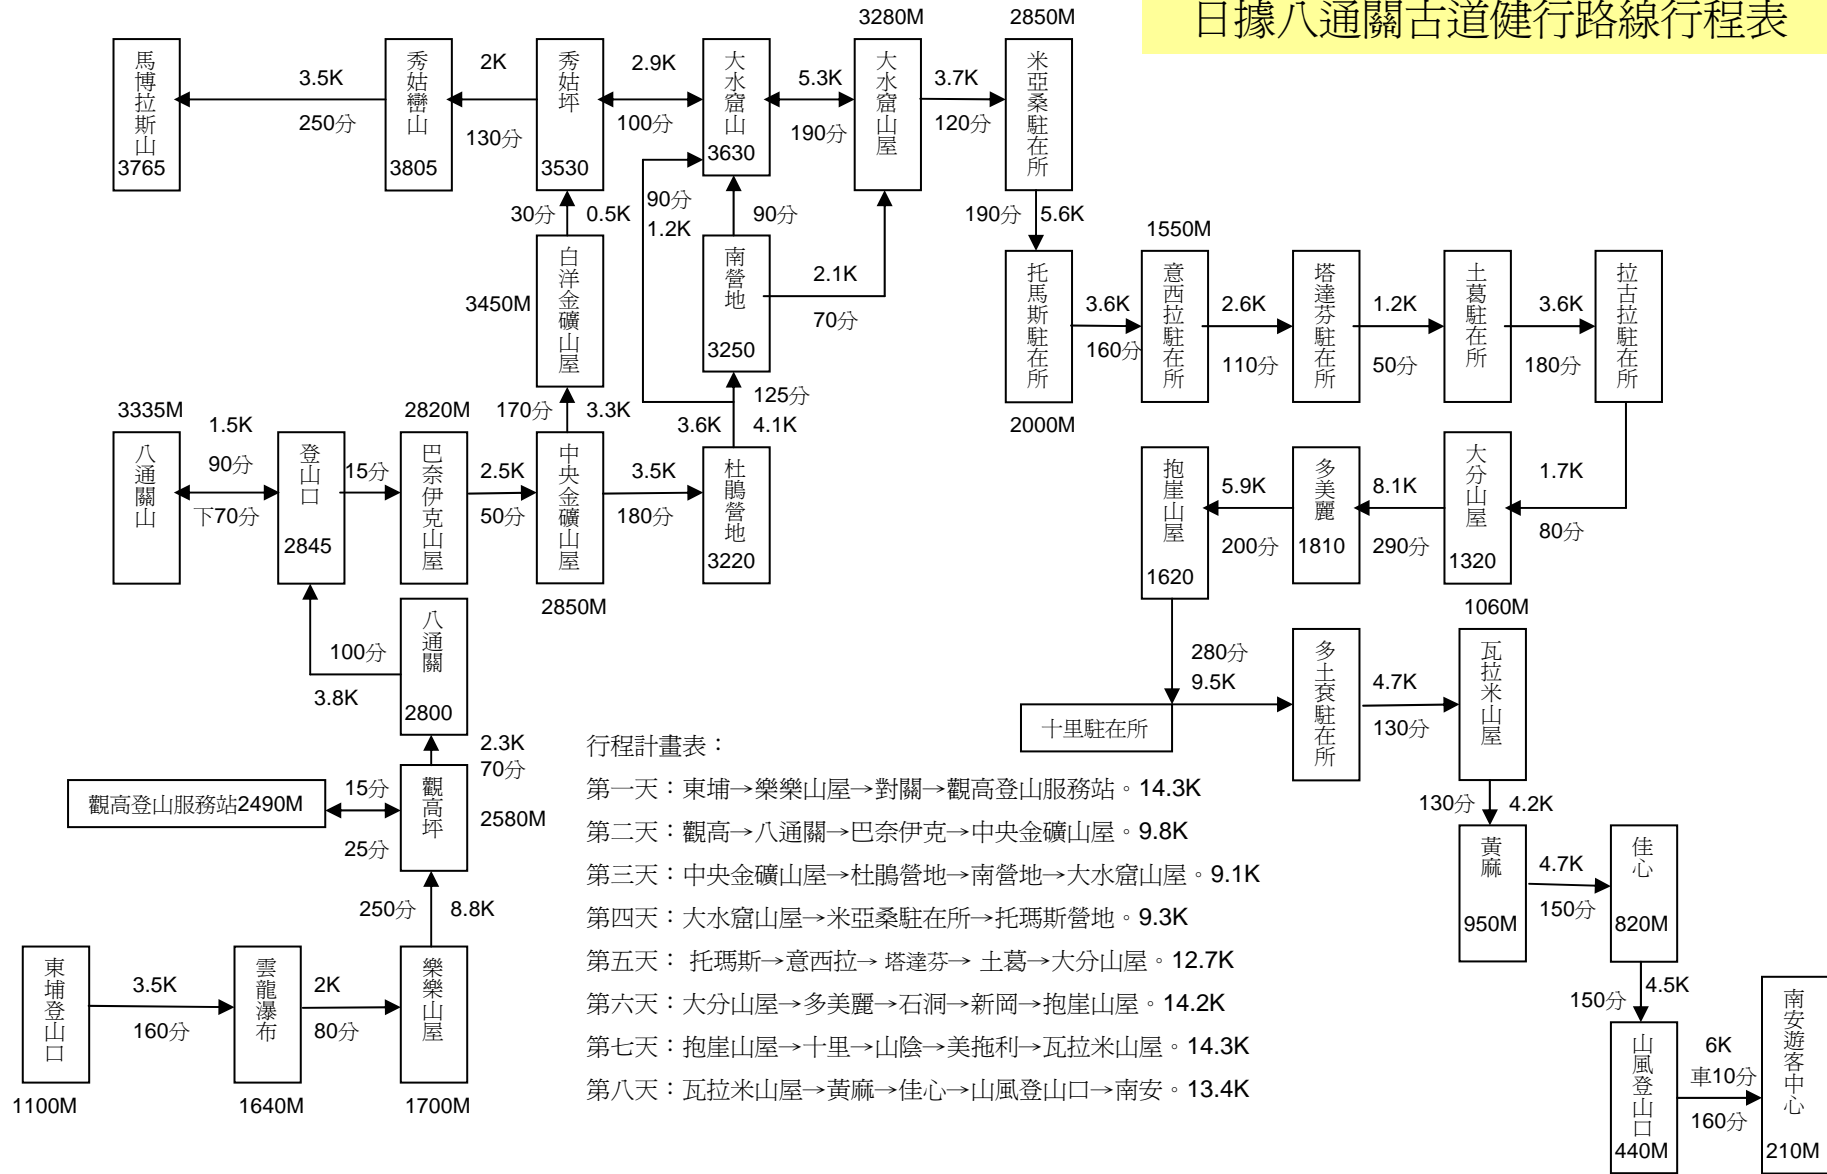 日據八通關古道健行路線行程表
3280M
2850M
馬博拉斯山
3765
3.5K
250分
秀姑巒山
3805
2K
130分
秀姑坪
3530
2.9K
100分
大水窟山
3630
5.3K
190分
大水窟山屋
3.7K
120分
米亞桑駐在所
30分
0.5K
90分
1.2K
90分
190分
5.6K
白洋金礦山屋
3450M
南營地
3250
2.1K
70分
1550M
托馬斯駐在所
2000M
3.6K
160分
意西拉駐在所
2.6K
110分
塔達芬駐在所
1.2K
50分
土葛駐在所
3.6K
180分
拉古拉駐在所
170分
3.3K
125分
3.6K
4.1K
3335M
八通關山
1.5K
90分
下70分
登山口
2845
15分
2820M
巴奈伊克山屋
2.5K
50分
中央金礦山屋
2850M
3.5K
180分
杜鵑營地
3220
抱崖山屋
1620
5.9K
200分
多美麗
1810
8.1K
290分
大分山屋
1320
1.7K
80分
100分
3.8K
八通關
2800
280分
9.5K
十里駐在所
多土袞駐在所
4.7K
130分
1060M
瓦拉米山屋
2.3K
70分
觀高登山服務站2490M
15分
25分
觀高坪
2580M
130分
4.2K
黃麻
950M
4.7K
150分
佳心
820M
250分
8.8K
東埔登山口
1100M
3.5K
160分
雲龍瀑布
1640M
2K
80分
樂樂山屋
1700M
150分
4.5K
山風登山口
440M
6K
車10分
160分
南安遊客中心
210M
行程計畫表：
第一天：東埔→樂樂山屋→對關→觀高登山服務站。14.3K
第二天：觀高→八通關→巴奈伊克→中央金礦山屋。9.8K
第三天：中央金礦山屋→杜鵑營地→南營地→大水窟山屋。9.1K
第四天：大水窟山屋→米亞桑駐在所→托瑪斯營地。9.3K
第五天： 托瑪斯→意西拉→ 塔達芬→ 土葛→大分山屋。12.7K
第六天：大分山屋→多美麗→石洞→新岡→抱崖山屋。14.2K
第七天：抱崖山屋→十里→山陰→美拖利→瓦拉米山屋。14.3K
第八天：瓦拉米山屋→黃麻→佳心→山風登山口→南安。13.4K